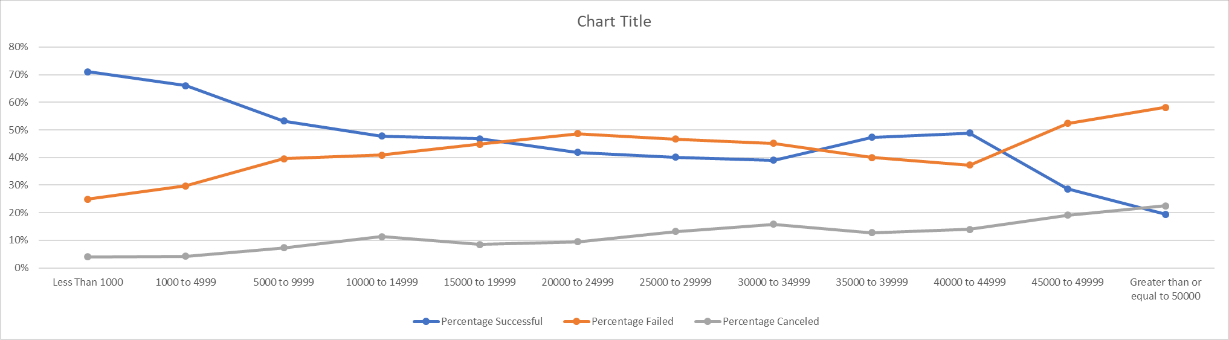 Chart Title
80%
70%
60%
50%
40%
30%
20%
10%
0%
Less Than 1000
1000 to 4999
5000 to 9999
10000 to 14999
15000 to 19999
20000 to 24999
25000 to 29999
30000 to 34999
35000 to 39999
40000 to 44999
45000 to 49999
Greater than or
equal to 50000
Percentage Successful
Percentage Failed
Percentage Canceled